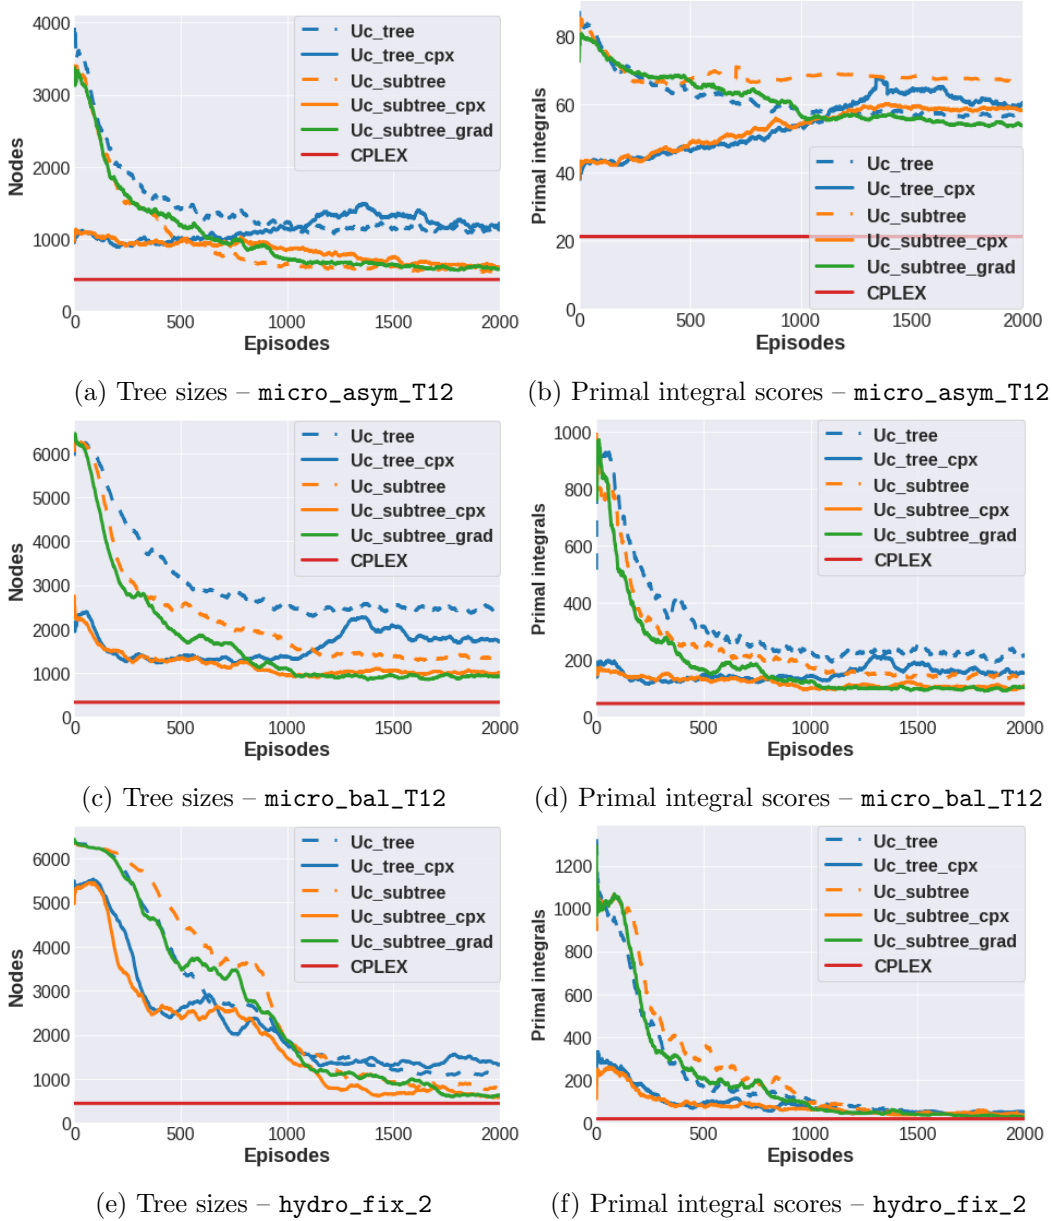 4000
3000
2000
1000
0
Nodes
0 500 1000 1500 2000
Episodes
Uc_tree
Uc_tree_cpx
Uc_subtree
Uc_subtree_cpx
Uc_subtree_grad
CPLEX
80
60
40
20
0
Primal integrals
0 500 1000 1500 2000
Episodes
Uc_tree
Uc_tree_cpx
Uc_subtree
Uc_subtree_cpx
Uc_subtree_grad
CPLEX
(a) Tree sizes – micro_asym_T12
(b) Primal integral scores – micro_asym_T12
6000
5000
4000
3000
2000
1000
0
Nodes
0 500 1000 1500 2000
Episodes
Uc_tree
Uc_tree_cpx
Uc_subtree
Uc_subtree_cpx
Uc_subtree_grad
CPLEX
1000
800
600
400
200
0
Primal integrals
0 500 1000 1500 2000
Episodes
Uc_tree
Uc_tree_cpx
Uc_subtree
Uc_subtree_cpx
Uc_subtree_grad
CPLEX
(c) Tree sizes – micro_bal_T12
(d) Primal integral scores – micro_bal_T12
6000
5000
4000
3000
2000
1000
0
Nodes
0 500 1000 1500 2000
Episodes
Uc_tree
Uc_tree_cpx
Uc_subtree
Uc_subtree_cpx
Uc_subtree_grad
CPLEX
1200
1000
800
600
400
200
0
Primal integrals
0 500 1000 1500 2000
Episodes
Uc_tree
Uc_tree_cpx
Uc_subtree
Uc_subtree_cpx
Uc_subtree_grad
CPLEX
(e) Tree sizes – hydro_fix_2
(f) Primal integral scores – hydro_fix_2